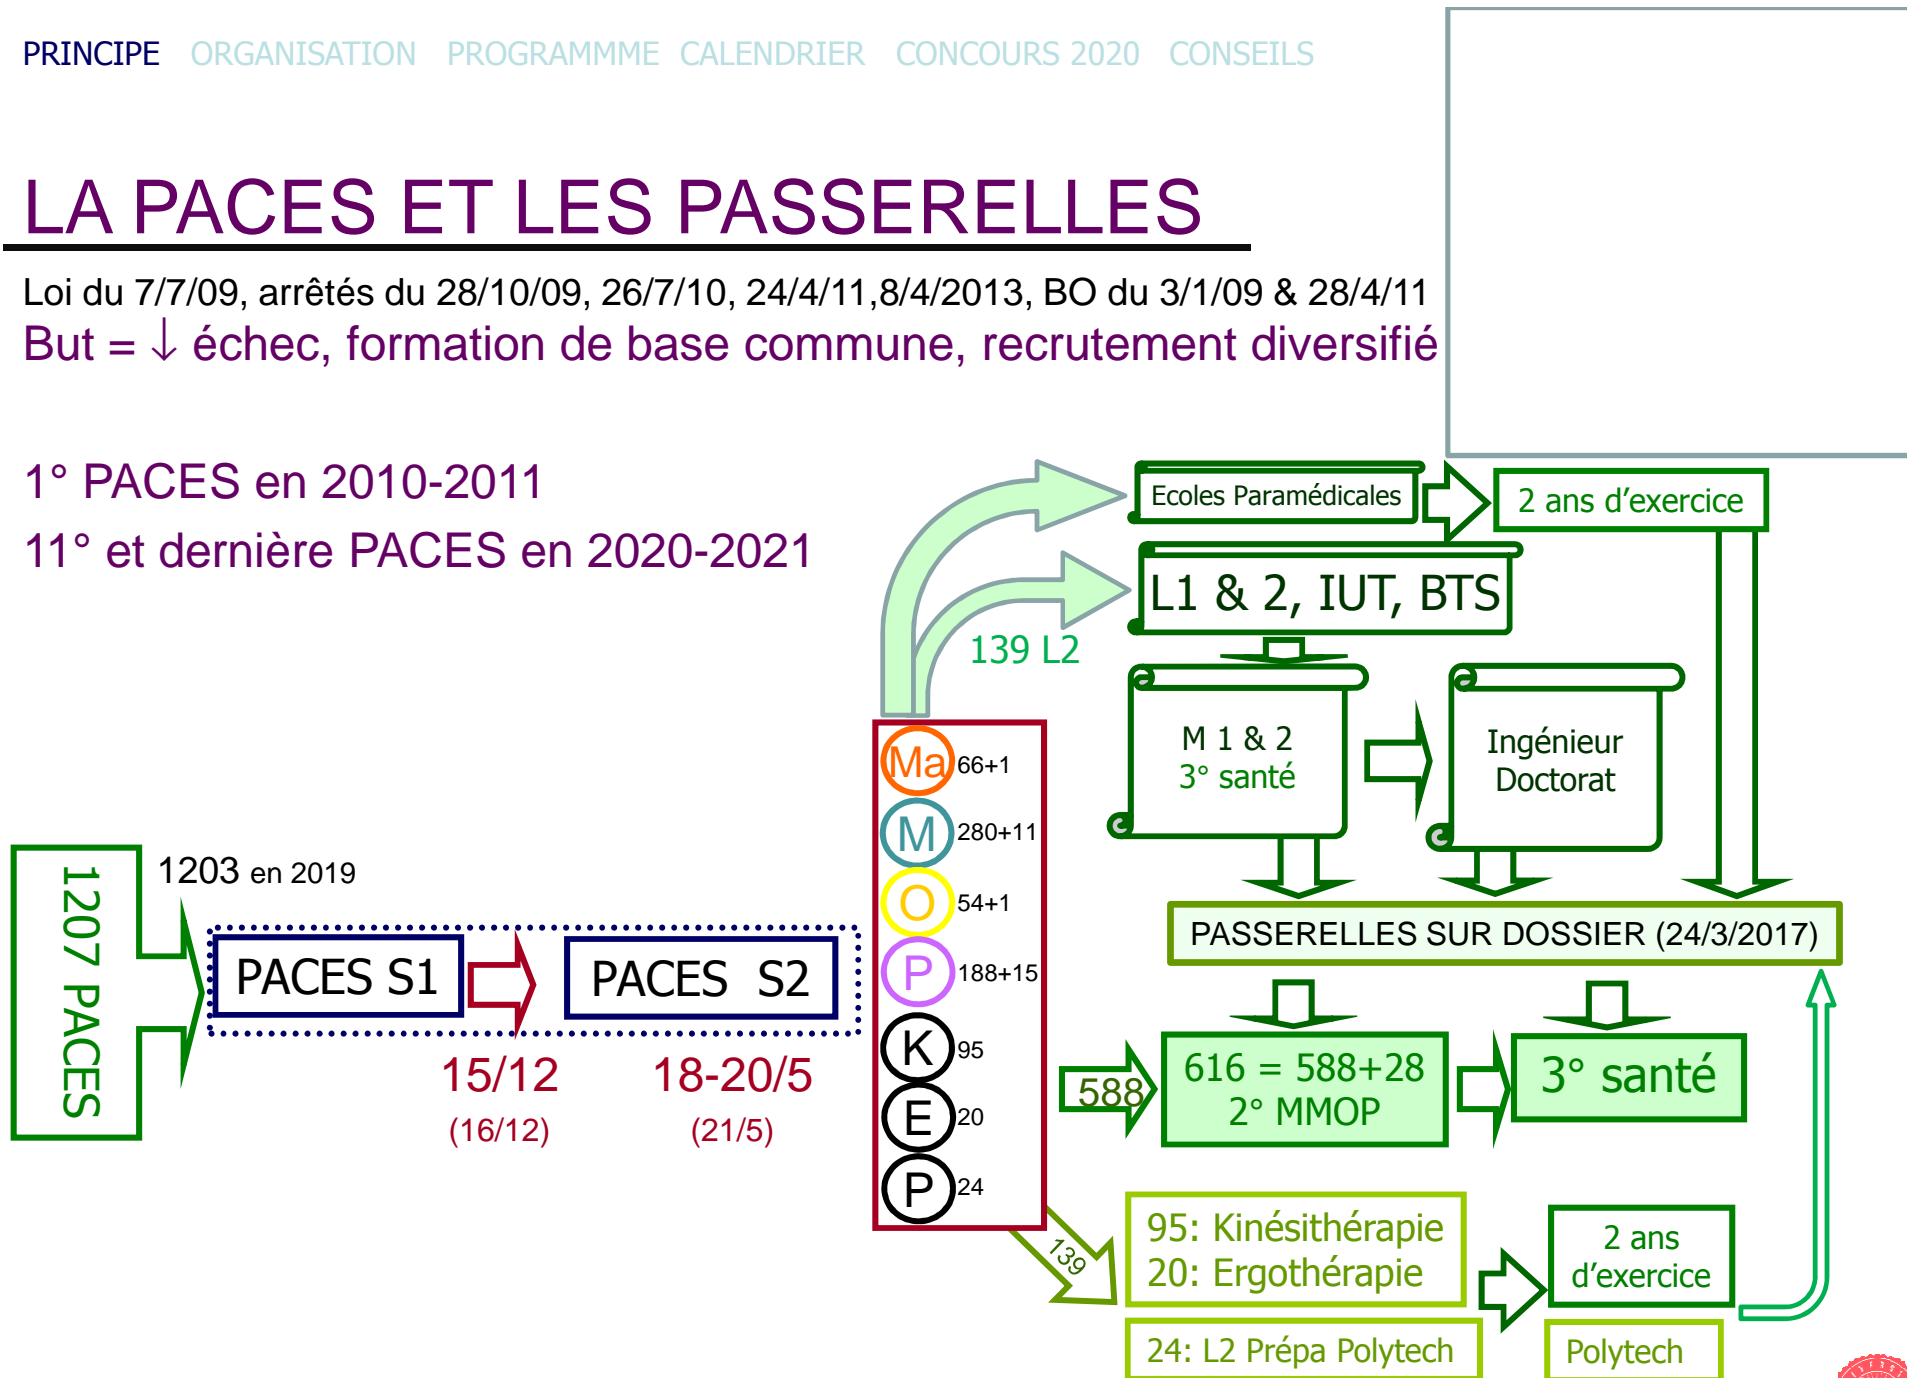 PRINCIPE ORGANISATION PROGRAMMME CALENDRIER CONCOURS 2020 CONSEILS
LA PACES ET LES PASSERELLES
Loi du 7/7/09, arrêtés du 28/10/09, 26/7/10, 24/4/11,8/4/2013, BO du 3/1/09 & 28/4/11
But = ↓ échec, formation de base commune, recrutement diversifié
1° PACES en 2010-2011
11° et dernière PACES en 2020-2021
Ecoles Paramédicales
2 ans d’exercice
L1 & 2, IUT, BTS
139 L2
M 1 & 2
3° santé
Ingénieur
Doctorat
1207 PACES
1203 en 2019
PACES S1
PACES S2
15/12
(16/12)
18-20/5
(21/5)
Ma 66+1
M 280+11
O 54+1
P 188+15
K 95
E 20
P 24
PASSERELLES SUR DOSSIER (24/3/2017)
588
616 = 588+28
2° MMOP
3° santé
139
95: Kinésithérapie
20: Ergothérapie
2 ans
d’exercice
24: L2 Prépa Polytech
Polytech